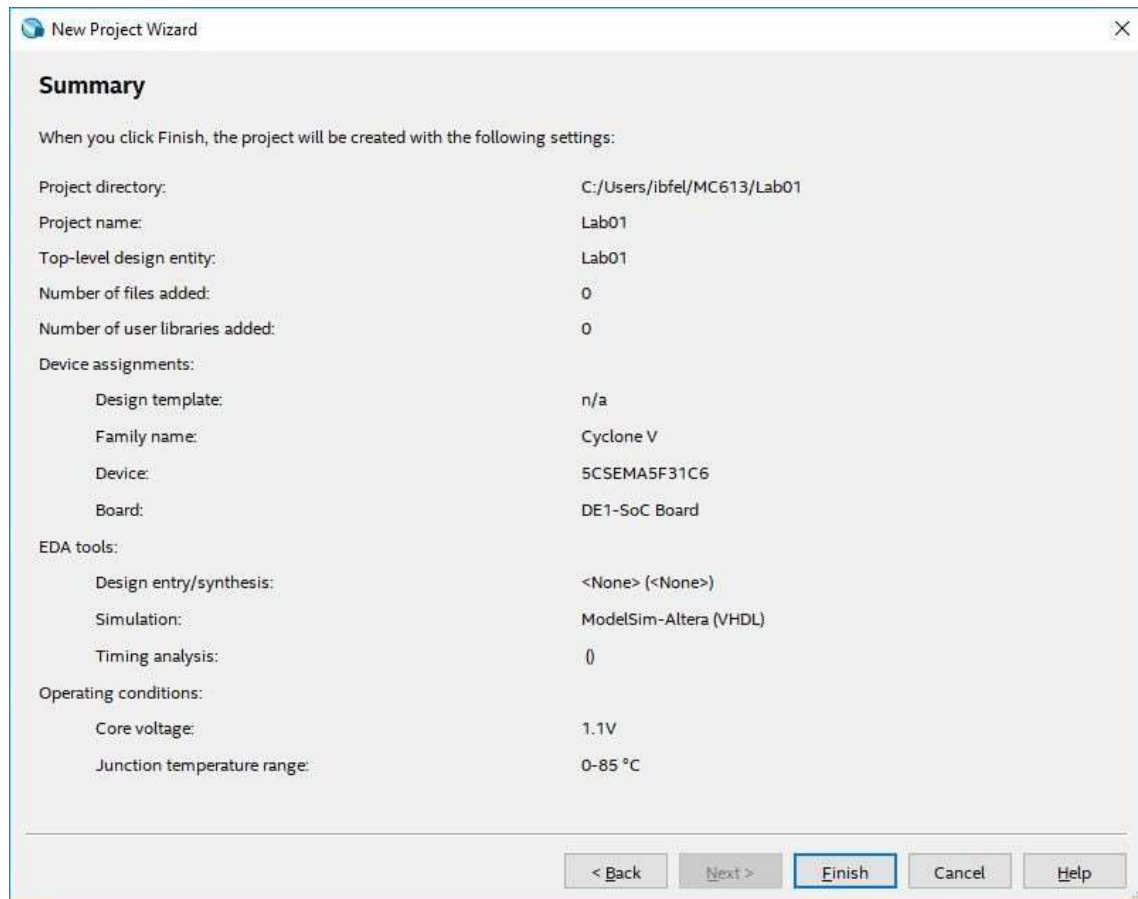 New Project Wizard
Summary
When you click Finish, the project will be created with the following settings:
Project directory: C:/Users/ibfel/MC613/Lab01
Project name: Lab01
Top-level design entity: Lab01
Number of files added: 0
Number of user libraries added: 0
Device assignments:
Design template: n/a
Family name: Cyclone V
Device: 5CSEMA5F31C6
Board: DE1-SoC Board
EDA tools:
Design entry/synthesis: <None> (<None>)
Simulation: ModelSim-Altera (VHDL)
Timing analysis: ()
Operating conditions:
Core voltage: 1.1V
Junction temperature range: 0-85 °C
< Back Next > Finish Cancel Help